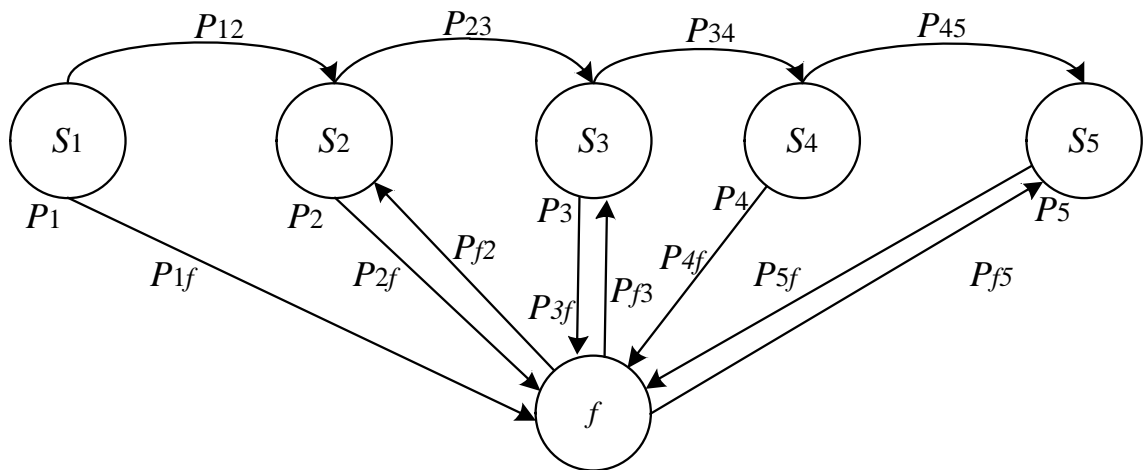 P12 P23 P34 P45
S1 S2 S3 S4 S5
P1 P2 P3 P4 P5
P1f P2f Pf2 P3f Pf3 P4f P5f Pf5
f